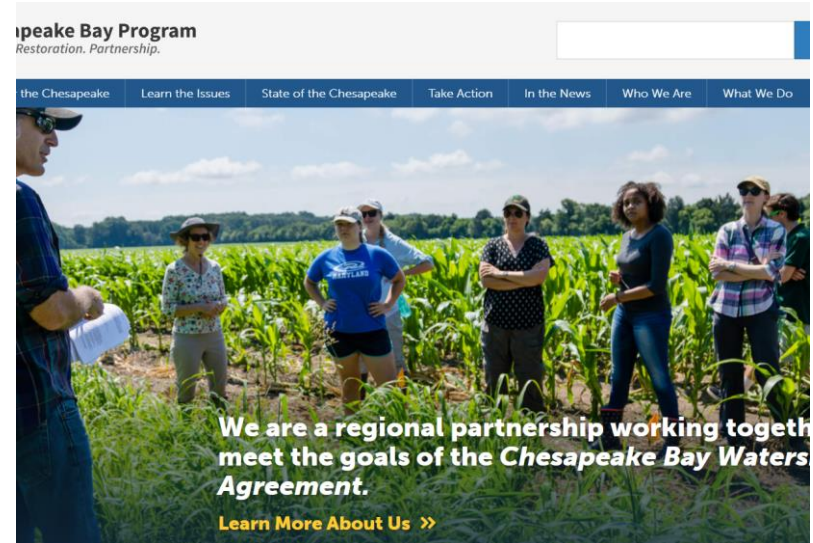 apeake Bay Program
Restoration. Partnership.
the Chesapeake
Learn the Issues
State of the Chesapeake
Take Action
In the News
Who We Are
What We Do
MARYLAND
We are a regional partnership working togeth
meet the goals of the Chesapeake Bay Waters
Agreement.
Learn More About Us »